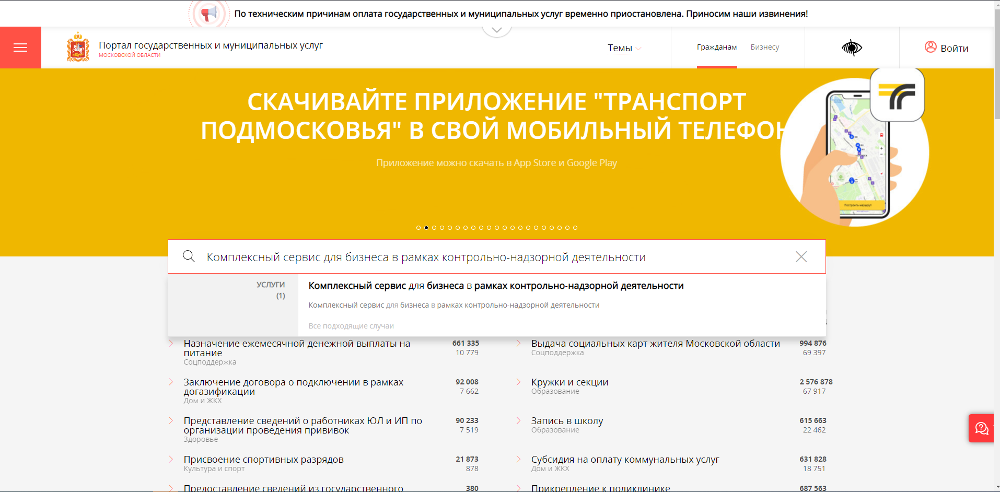 По техническим причинам оплата государственных и муниципальных услуг временно приостановлена. Приносим наши извинения!
Портал государственных и муниципальных услуг
МОСКОВСКОЙ ОБЛАСТИ
Темы
Гражданам
Бизнесу
Войти
СКАЧИВАЙТЕ ПРИЛОЖЕНИЕ "ТРАНСПОРТ
ПОДМОСКОВЬЯ" В СВОЙ МОБИЛЬНЫЙ ТЕЛЕФОН
Приложение можно скачать в App Store и Google Play
Построить маршрут
Комплексный сервис для бизнеса в рамках контрольно-надзорной деятельности
УСЛУГИ
(1)
Комплексный сервис для бизнеса в рамках контрольно-надзорной деятельности
Комплексный сервис для бизнеса в рамках контрольно-надзорной деятельности
Все подходящие случаи
Назначение ежемесячной денежной выплаты на
питание
Соцподдержка
661 335
10 779
Выдача социальных карт жителя Московской области
Соцподдержка
994 876
69 397
Заключение договора о подключении в рамках
догазификации
Дом и ЖКХ
92 008
7 662
Кружки и секции
Образование
2 576 878
67 917
Представление сведений о работниках ЮЛ и ИП по
организации проведения прививок
Здоровье
90 233
7 519
Запись в школу
Образование
615 663
22 462
Присвоение спортивных разрядов
Культура и спорт
21 873
878
Субсидия на оплату коммунальных услуг
Дом и ЖКХ
631 828
18 751
Предоставление сведений из государственного
380
Прикрепление к поликлинике
687 563